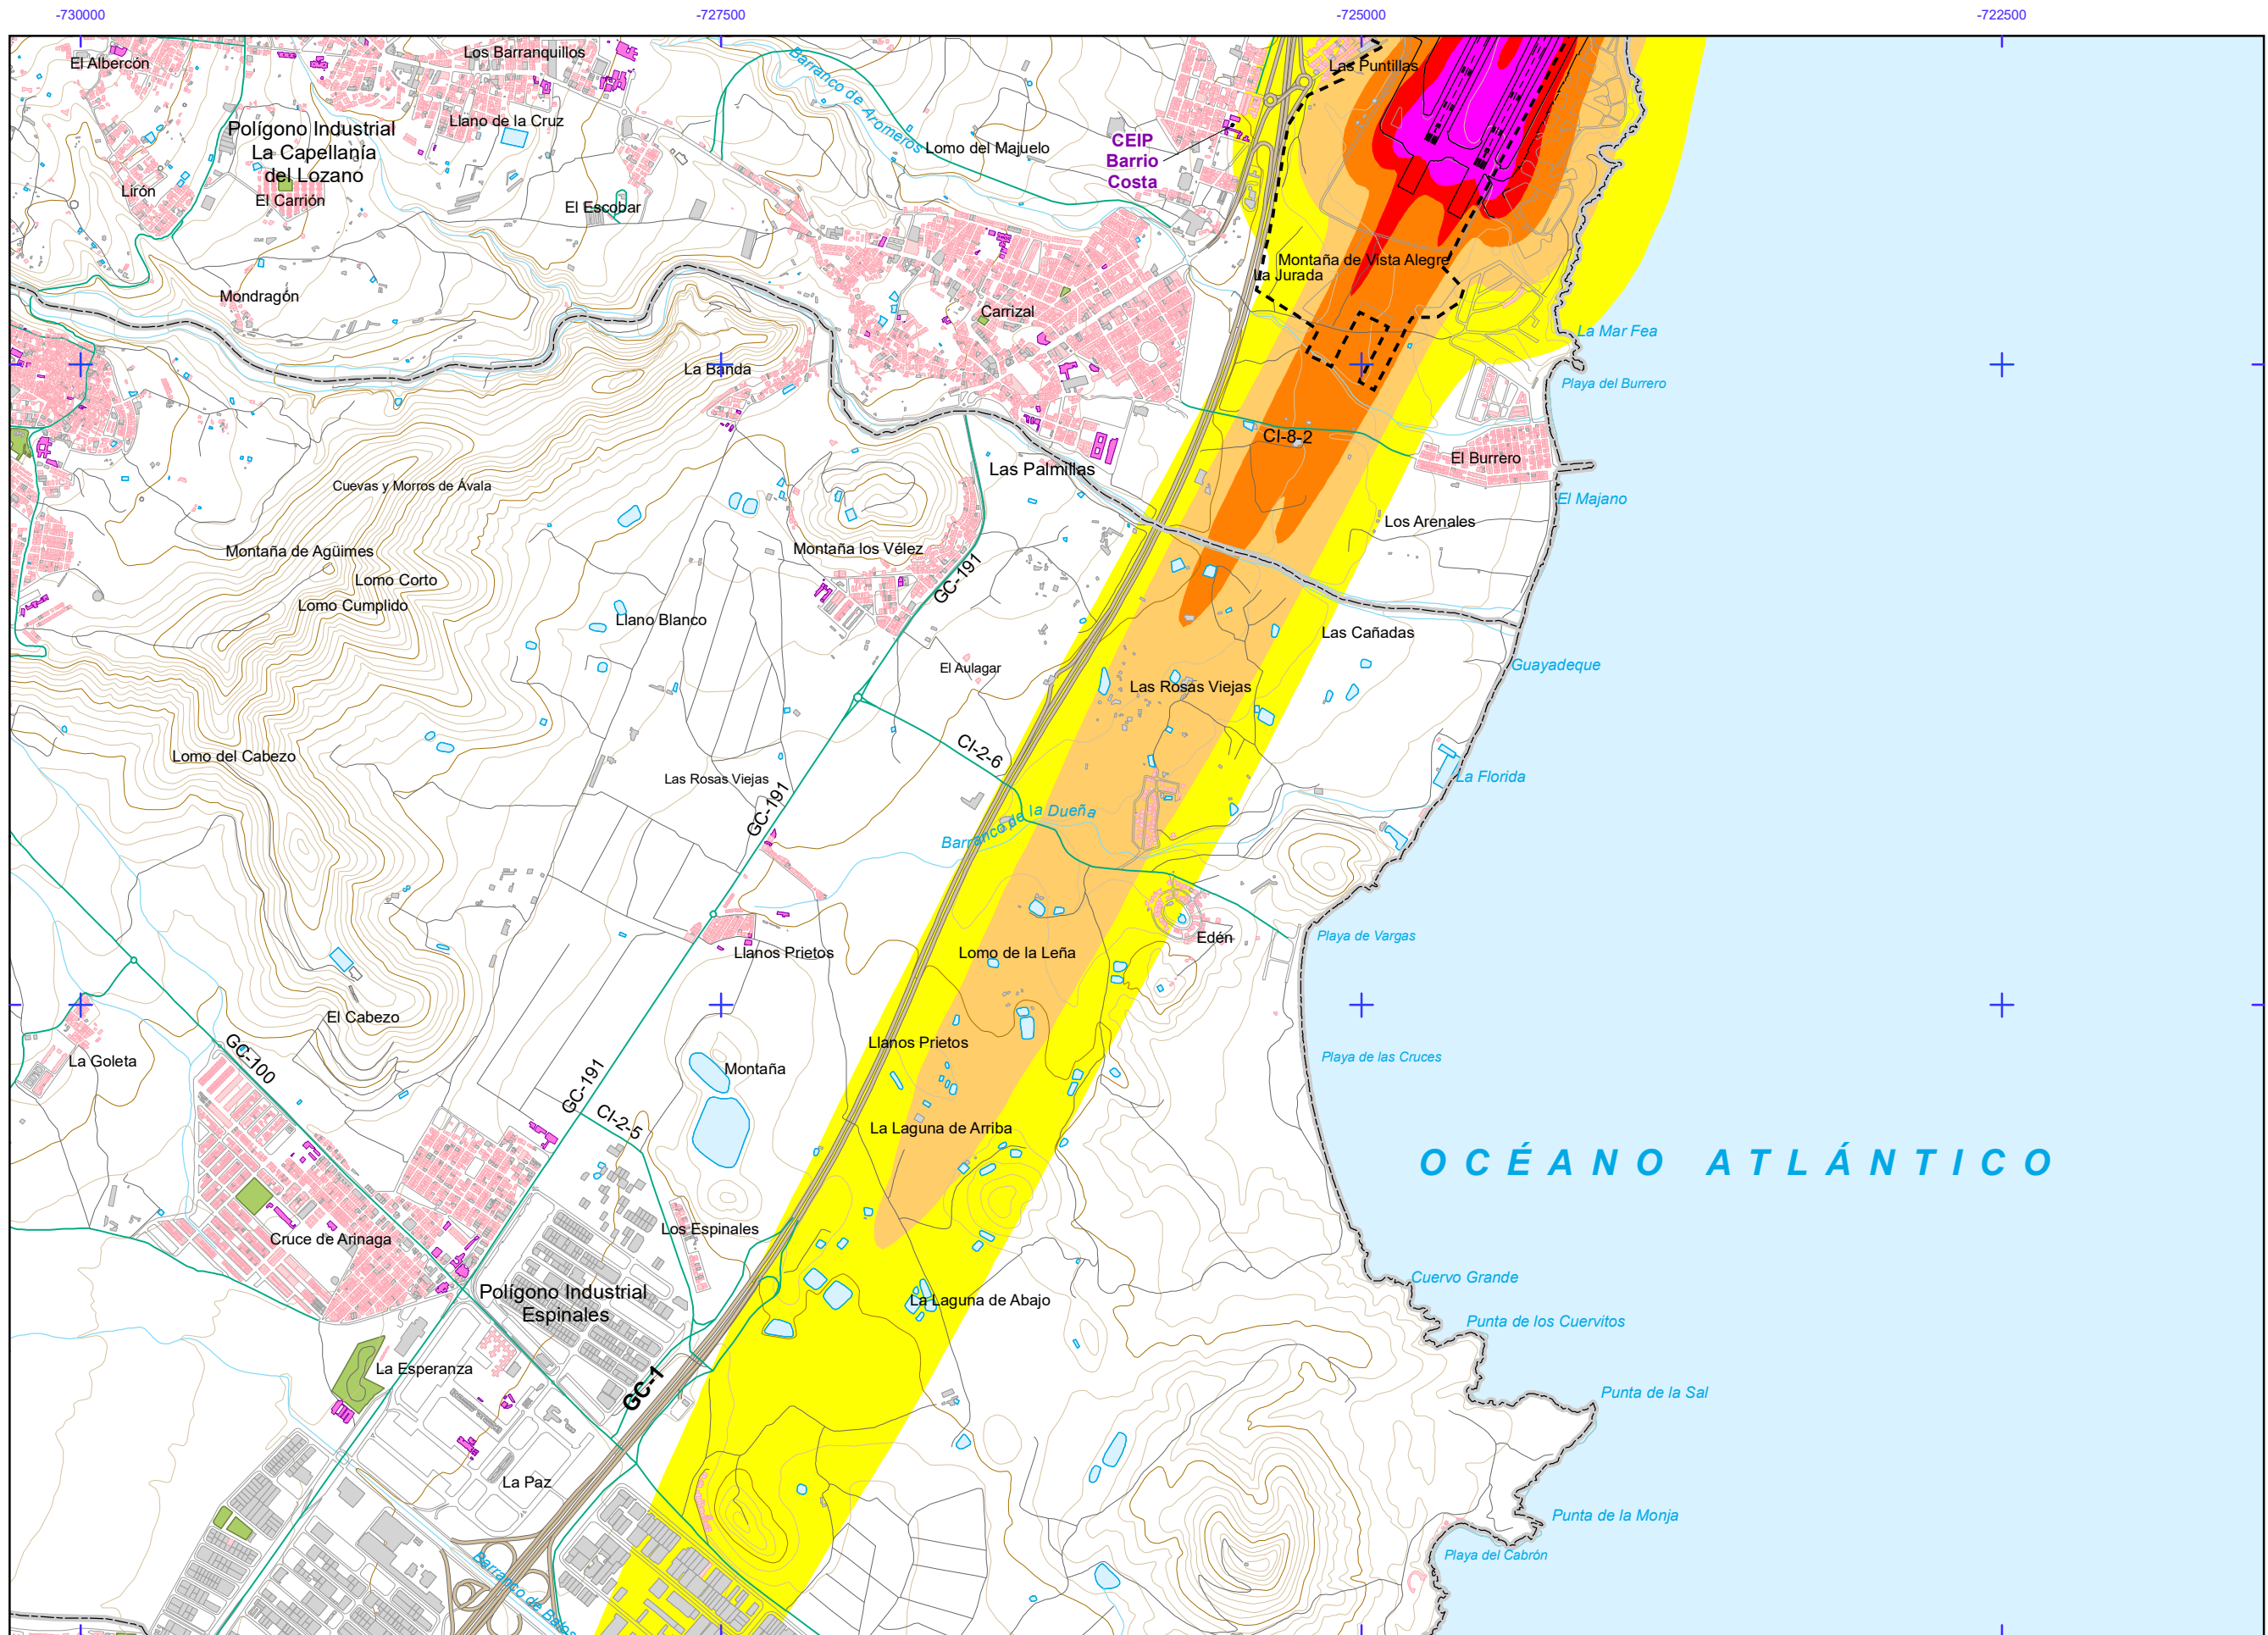 -730000
-727500
-725000
-722500
El Albercón
Los Barranquillos
Las Puntillas
Barranco de Aromeros
Polígono Industrial
La Capellanía
del Lozano
Llano de la Cruz
Lomo del Majuelo
CEIP
Barrio
Costa
Lirón
El Carrión
El Escobar
Montaña de Vista Alegre
La Jurada
Mondragón
Carrizal
La Mar Fea
La Banda
Playa del Burrero
CI-8-2
El Burrero
Las Palmillas
Cuevas y Morros de Ávala
El Majano
Los Arenales
Montaña de Agüimes
Montaña los Vélez
GC-191
Lomo Corto
Lomo Cumplido
Llano Blanco
Las Cañadas
El Aulagar
Guayadeque
Las Rosas Viejas
Lomo del Cabezo
CI-2-6
Las Rosas Viejas
La Florida
GC-191
Barranco de la Dueña
Edén
Playa de Vargas
Llanos Prietos
Lomo de la Leña
El Cabezo
Llanos Prietos
La Goleta
GC-100
Playa de las Cruces
Montaña
GC-191
CI-2-5
La Laguna de Arriba
OCÉANO ATLÁNTICO
Cruce de Arinaga
Los Espinales
Cuervo Grande
Polígono Industrial
Espinales
La Laguna de Abajo
Punta de los Cuervitos
La Esperanza
GC-1
Punta de la Sal
La Paz
Punta de la Monja
Barranco de Balos
Playa del Cabrón